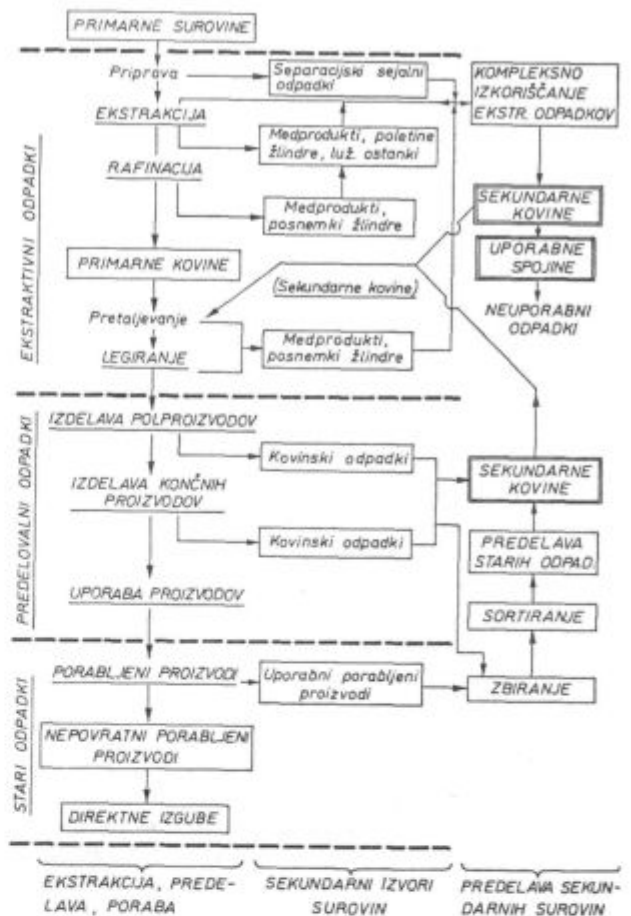 PRIMARNE SUROVINE
Priprava
Separacijski sejalni
odpadki
KOMPLEKSNO
IZKORIŠČANJE
EKSTR. ODPADKOV
EKSTRAKCIJA
Medprodukti, poletine
žlindre, luž. ostanki
RAFINACIJA
Medprodukti,
posnemki žlindre
SEKUNDARNE
KOVINE
UPORABNE
SPOJINE
NEUPORABNI
ODPADKI
PRIMARNE KOVINE
(Sekundarne kovine)
Pretaljevanje
LEGIRANJE
Medprodukti,
posnemki žlindre
EKSTRAKTIVNI ODPADKI
IZDELAVA POLPROIZVODOV
Kovinski odpadki
SEKUNDARNE
KOVINE
IZDELAVA KONČNIH
PROIZVODOV
Kovinski odpadki
PREDELAVA
STARIH ODPAD.
UPORABA PROIZVODOV
SORTIRANJE
PREDELOVALNI ODPADKI
PORABLJENI PROIZVODI
Uporabni porabljeni
proizvodi
ZBIRANJE
NEPOVRATNI PORABLJENI
PROIZVODI
DIREKTNE IZGUBE
STARI ODPADKI
EKSTRAKCIJA, PREDE-
LAVA, PORABA
SEKUNDARNI IZVORI
SUROVIN
PREDELAVA SEKUN-
DARNIH SUROVIN